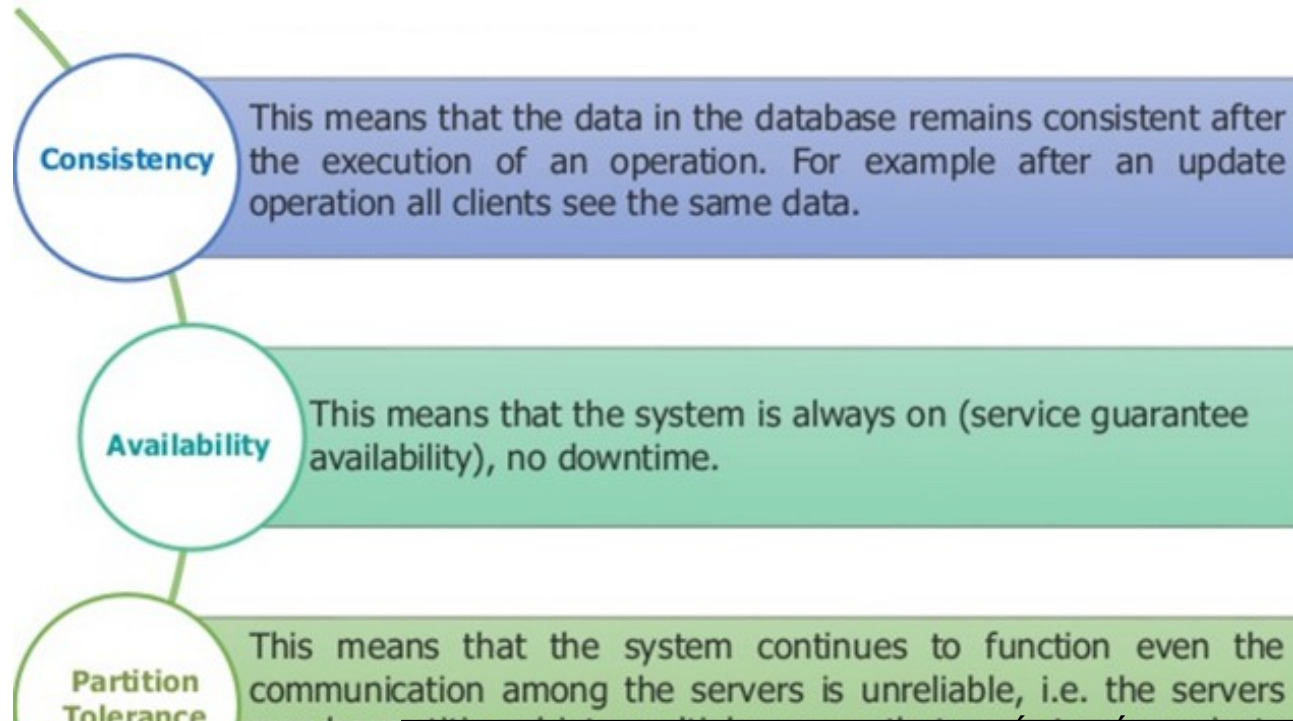 Consistency
This means that the data in the database remains consistent after
the execution of an operation. For example after an update
operation all clients see the same data.
Availability
This means that the system is always on (service guarantee
availability), no downtime.
Partition
Tolerance
This means that the system continues to function even the
communication among the servers is unreliable, i.e. the servers